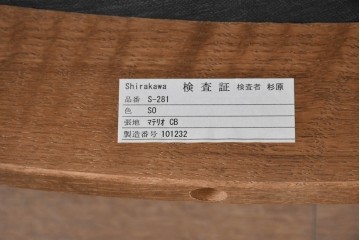 Shirakawa 検査証 検査者 杉原
品番 S-281
色 SO
張地 マテリオ CB
製造番号 101232